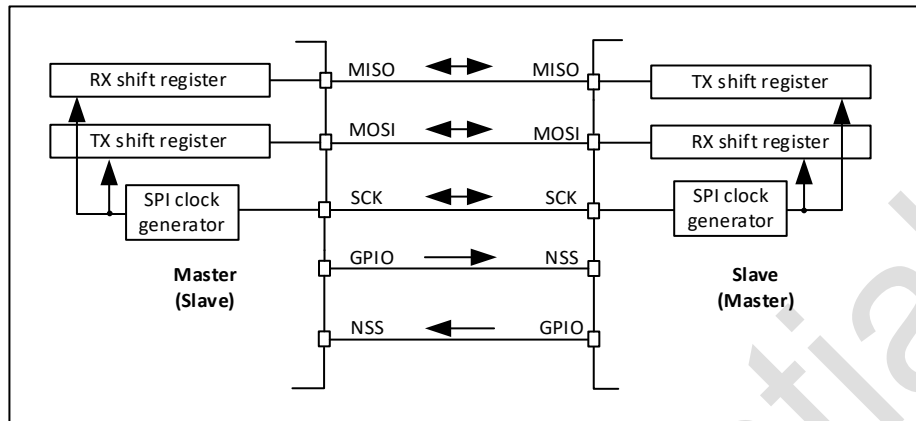 RX shift register
MISO
MISO
TX shift register
TX shift register
MOSI
MOSI
RX shift register
SPI clock
generator
SCK
SCK
SPI clock
generator
GPIO
NSS
Master
(Slave)
Slave
(Master)
NSS
GPIO